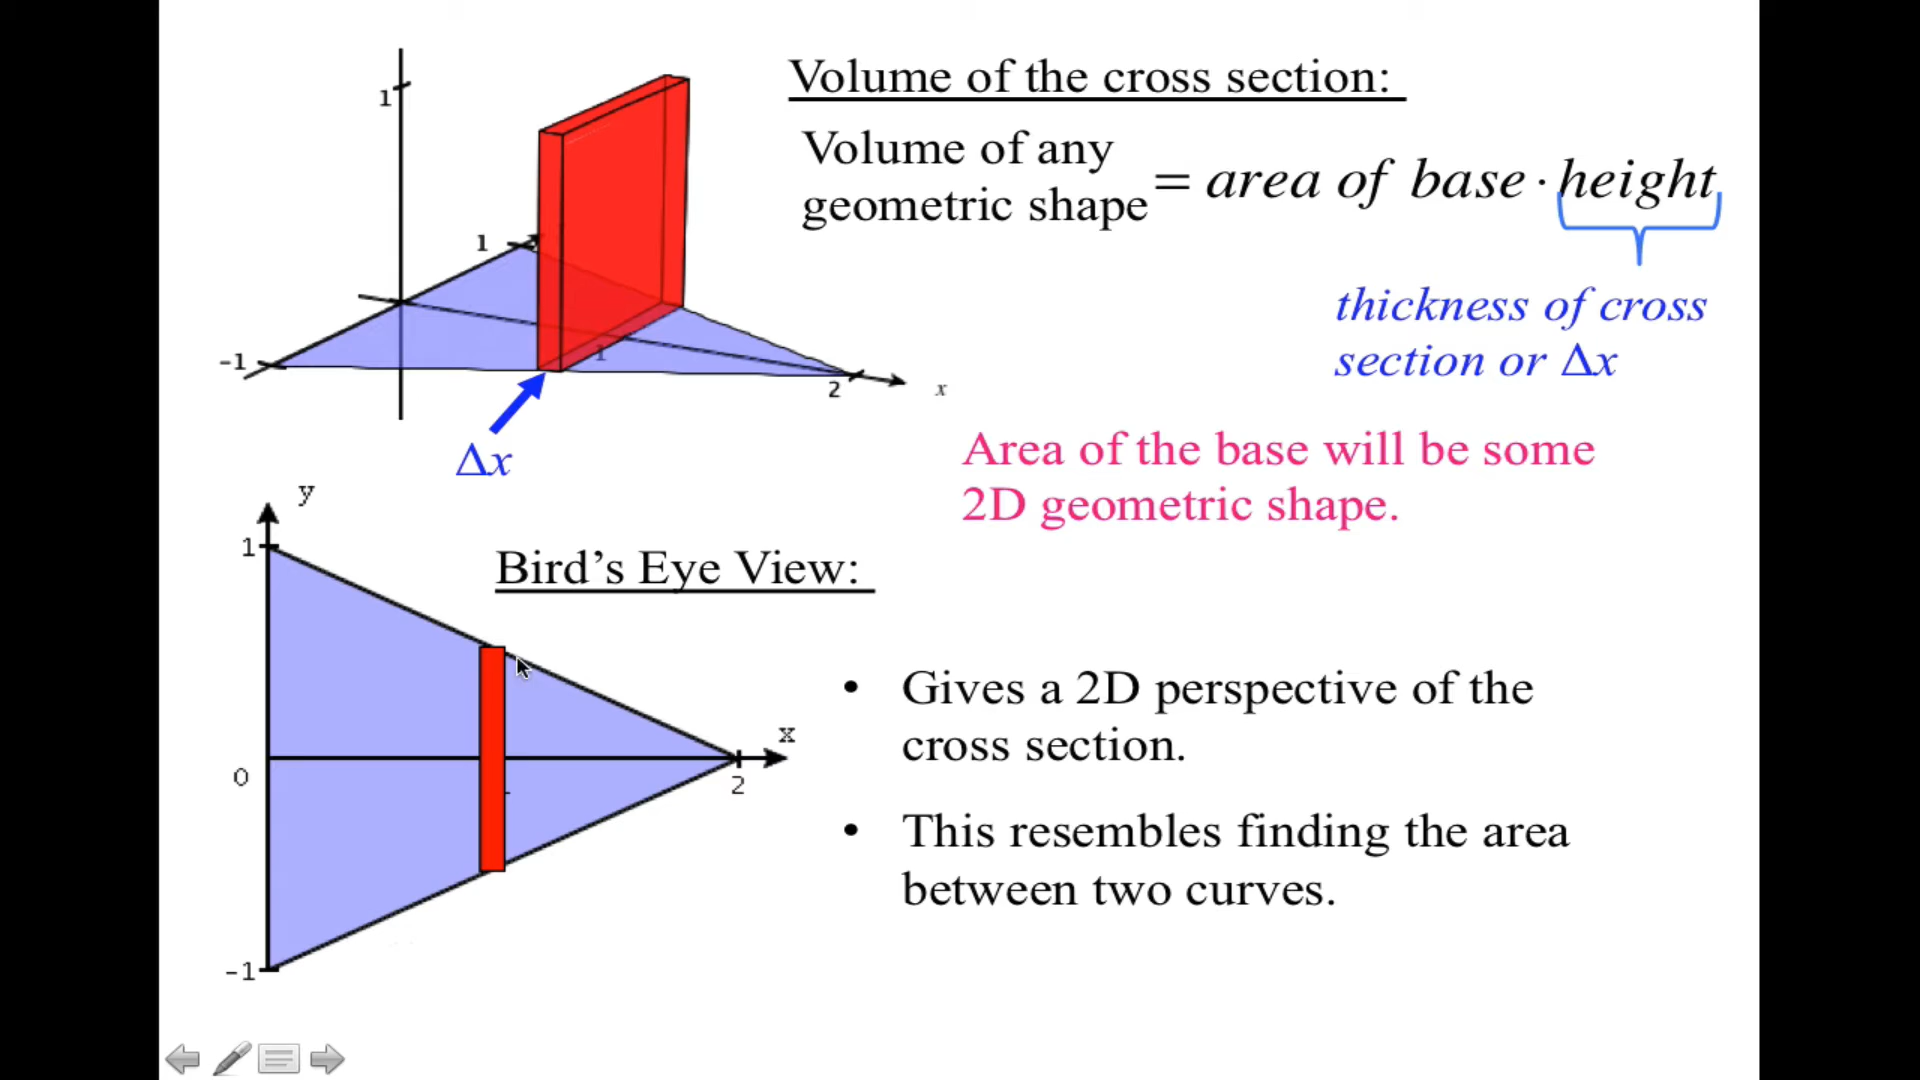 Volume of the cross section:
Volume of any
geometric shape
= area of base · height
thickness of cross
section or Δx
1
1
-1
1
2
x
Δx
Area of the base will be some
2D geometric shape.
y
1
Bird’s Eye View:
x
0
2
-1
• Gives a 2D perspective of the
cross section.
• This resembles finding the area
between two curves.